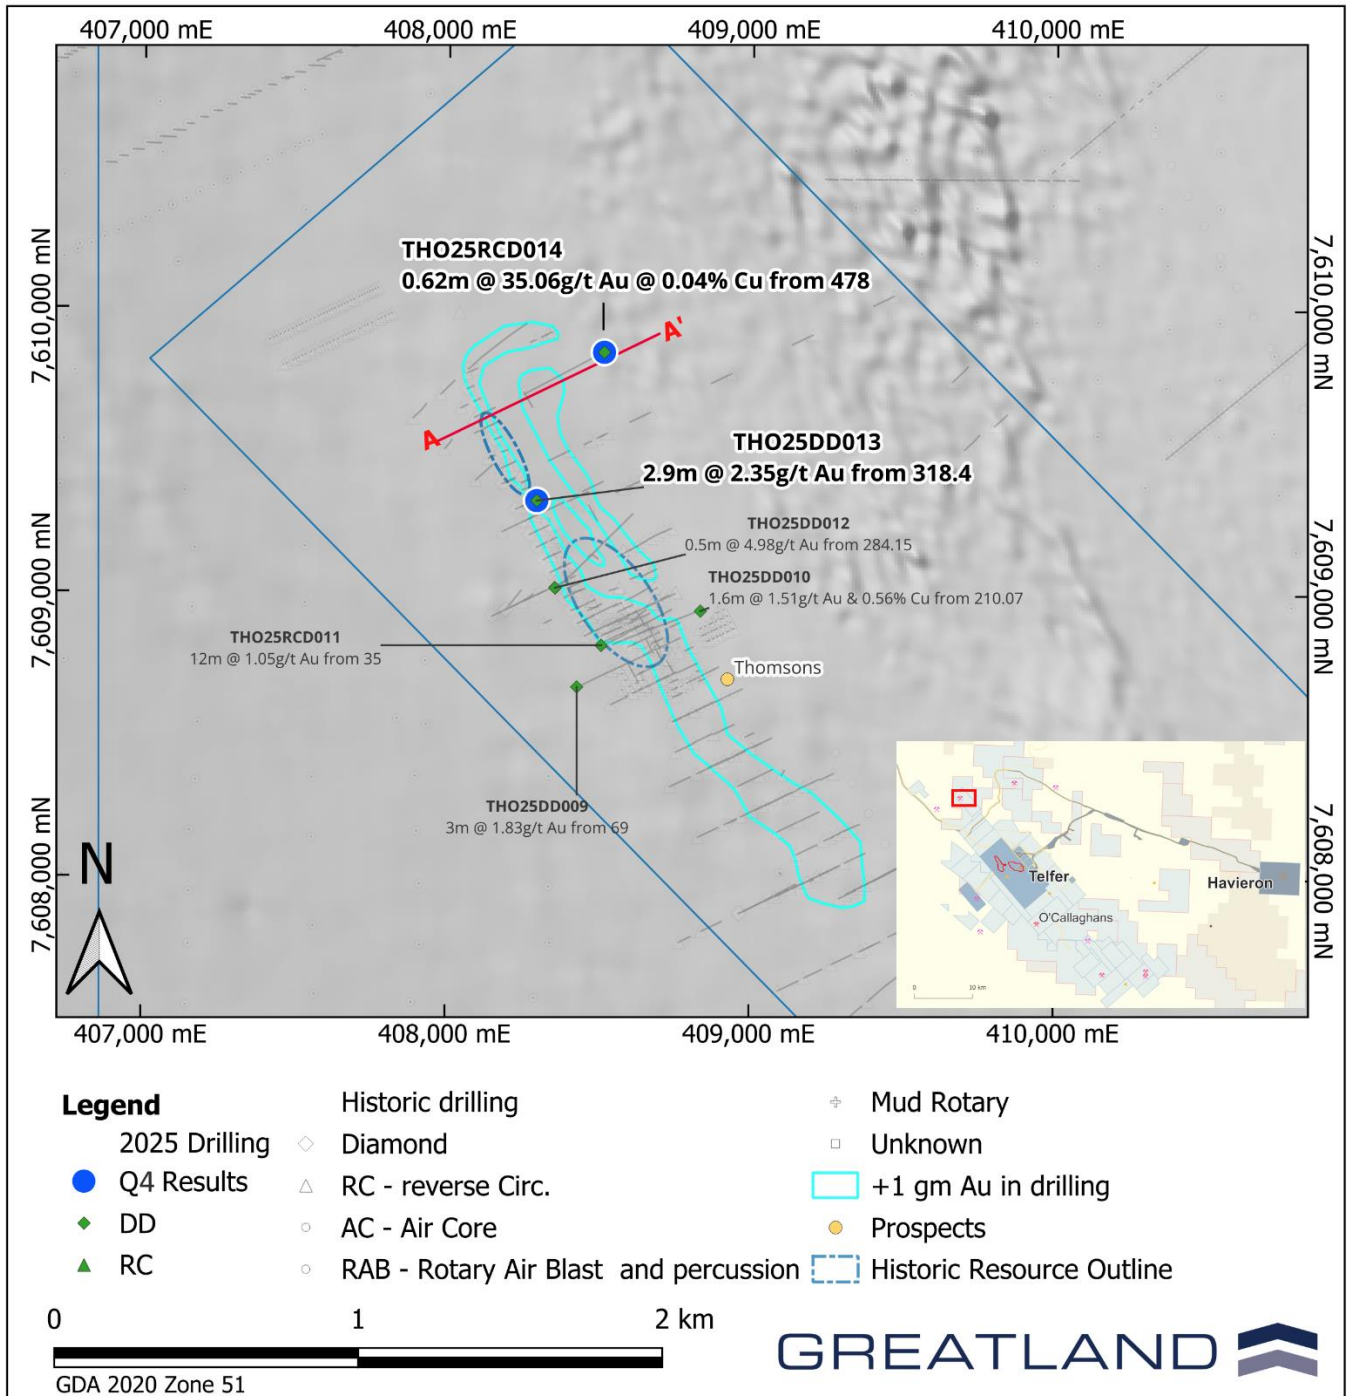 407,000 mE
408,000 mE
409,000 mE
410,000 mE
7,610,000 mN
7,609,000 mN
7,608,000 mN
7,610,000 mN
7,609,000 mN
7,608,000 mN
THO25RCD014
0.62m @ 35.06g/t Au @ 0.04% Cu from 478
A'
A
THO25DD013
2.9m @ 2.35g/t Au from 318.4
THO25DD012
0.5m @ 4.98g/t Au from 284.15
THO25DD010
1.6m @ 1.51g/t Au & 0.56% Cu from 210.07
THO25RCD011
12m @ 1.05g/t Au from 35
Thomsons
THO25DD009
3m @ 1.83g/t Au from 69
N
Telfer
Havieron
O'Callaghans
0
10 km
407,000 mE
408,000 mE
409,000 mE
410,000 mE
Legend
2025 Drilling
Q4 Results
DD
RC
Historic drilling
Diamond
RC - reverse Circ.
AC - Air Core
RAB - Rotary Air Blast and percussion
Mud Rotary
Unknown
+1 gm Au in drilling
Prospects
Historic Resource Outline
0
1
2 km
GDA 2020 Zone 51
GREATLAND